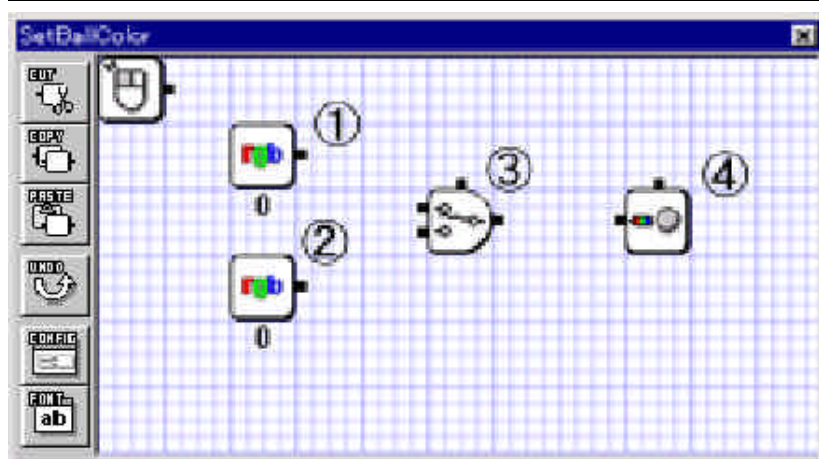 SetBallColor
CUT
COPY
PASTE
UNDO
CONFIG
FONT
ab
①
rgb
0
②
rgb
0
③
④